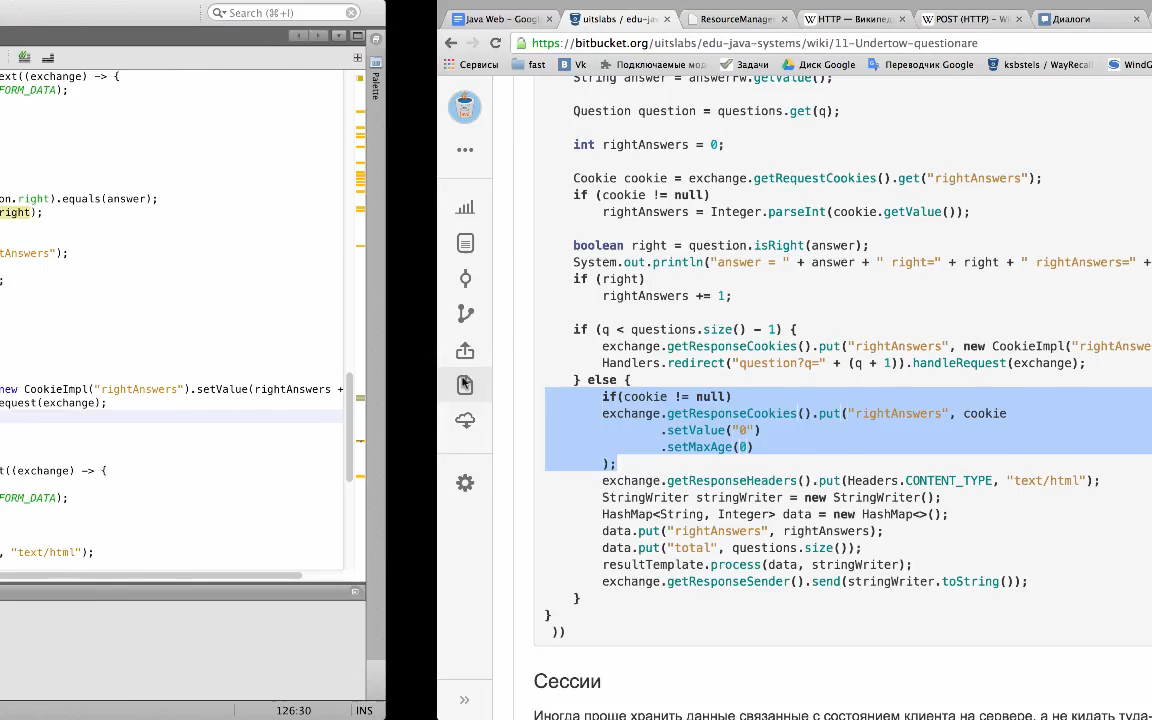 Search (⌘+I)
Palette
ext((exchange) -> {
FORM_DATA);
on.right).equals(answer);
right);
Answers");
;
new CookieImpl("rightAnswers").setValue(rightAnswers +
equest(exchange);
t((exchange) -> {
FORM_DATA);
, "text/html");
126:30
INS
Java Web – Googl
uitslabs / edu-ja
ResourceManage
HTTP — Википед
POST (HTTP) – Wi
Диалоги
https://bitbucket.org/uitslabs/edu-java-systems/wiki/11-Undertow-questionare
Сервисы
fast
Vk
Подключаемые мод
Задачи
Диск Google
Переводчик Google
ksbstels / WayRecall
WindG
String answer = answerFW.getValue();
Question question = questions.get(q);
int rightAnswers = 0;
Cookie cookie = exchange.getRequestCookies().get("rightAnswers");
if (cookie != null)
rightAnswers = Integer.parseInt(cookie.getValue());
boolean right = question.isRight(answer);
System.out.println("answer = " + answer + " right=" + right + " rightAnswers=" +
if (right)
rightAnswers += 1;
if (q < questions.size() – 1) {
exchange.getResponseCookies().put("rightAnswers", new CookieImpl("rightAnswe
Handlers.redirect("question?q=" + (q + 1)).handleRequest(exchange);
} else {
if(cookie != null)
exchange.getResponseCookies().put("rightAnswers", cookie
.setValue("0")
.setMaxAge(0)
);
exchange.getResponseHeaders().put(Headers.CONTENT_TYPE, "text/html");
StringWriter stringWriter = new StringWriter();
HashMap<String, Integer> data = new HashMap<>();
data.put("rightAnswers", rightAnswers);
data.put("total", questions.size());
resultTemplate.process(data, stringWriter);
exchange.getResponseSender().send(stringWriter.toString());
}
}
))
Сессии
Иногда проще хранить данные связанные с состоянием клиента на сервере, а не кидать туда-